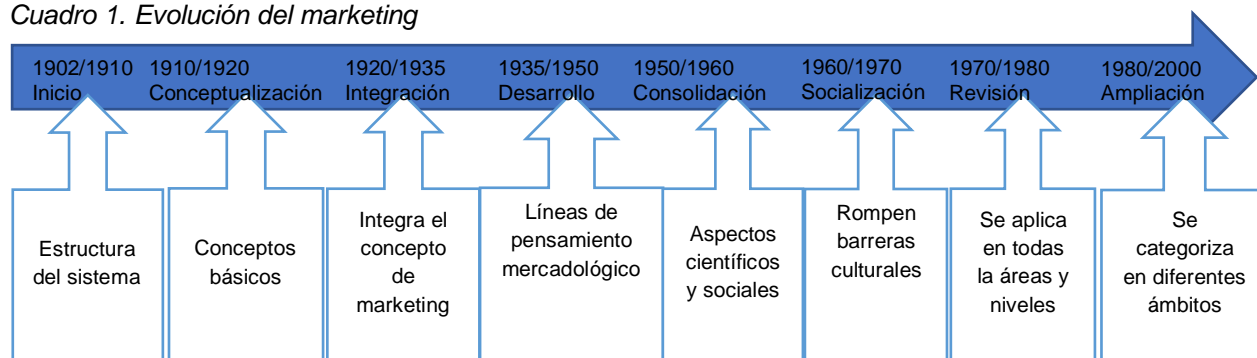 Cuadro 1. Evolución del marketing
1902/1910
Inicio
1910/1920
Conceptualización
1920/1935
Integración
1935/1950
Desarrollo
1950/1960
Consolidación
1960/1970
Socialización
1970/1980
Revisión
1980/2000
Ampliación
Estructura
del sistema
Conceptos
básicos
Integra el
concepto
de
marketing
Líneas de
pensamiento
mercadológico
Aspectos
científicos
y sociales
Rompen
barreras
culturales
Se aplica
en todas
la áreas y
niveles
Se
categoriza
en diferentes
ámbitos